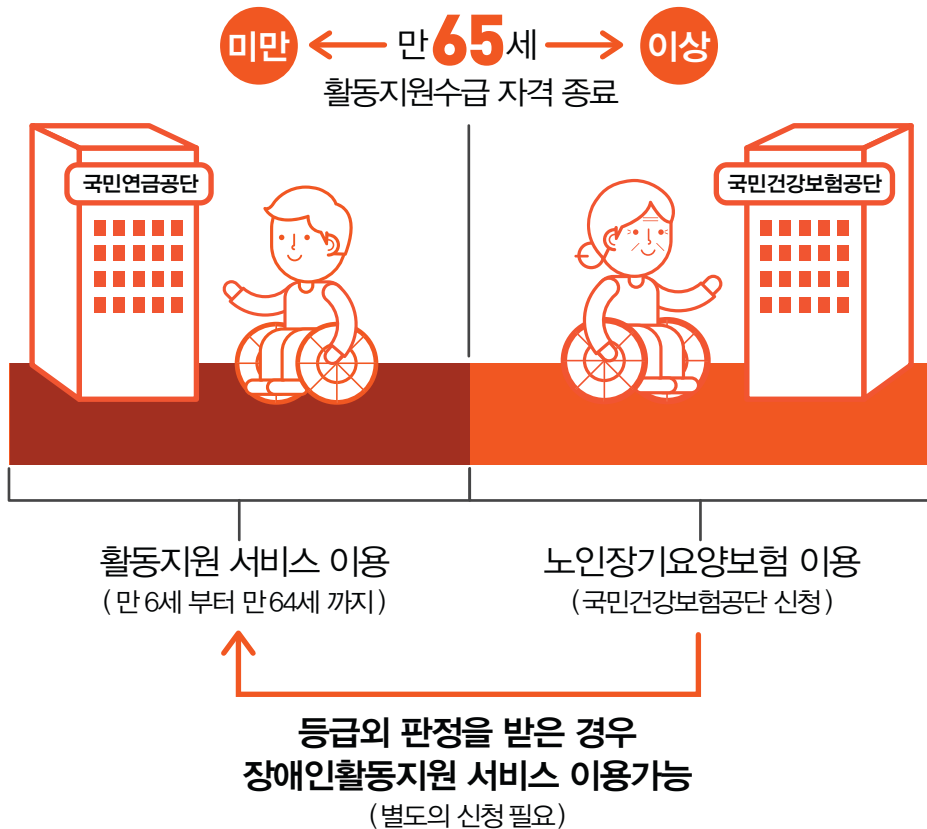 미만 만 65세 이상
활동지원수급 자격 종료
국민연금공단
국민건강보험공단
활동지원 서비스 이용
( 만 6세 부터 만 64세 까지 )
노인장기요양보험 이용
( 국민건강보험공단 신청 )
등급외 판정을 받은 경우
장애인활동지원 서비스 이용가능
( 별도의 신청 필요 )